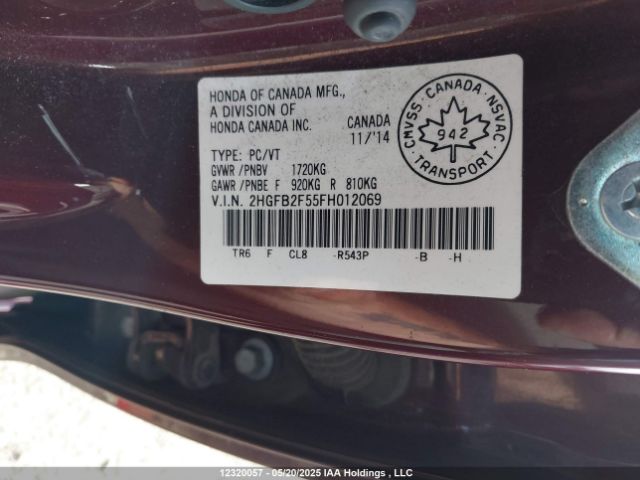 HONDA OF CANADA MFG.,
A DIVISION OF
HONDA CANADA INC. CANADA
11/'14
TYPE: PC/VT
GVWR /PNBV 1720KG
GAWR /PNBE F 920KG R 810KG
V.I.N. 2HGFB2F55FH012069
TR6 F CL8 -R543P -B -H
CMVSS · CANADA · NSVAC
942
TRANSPORT
12320057 - 05/20/2025 IAA Holdings , LLC